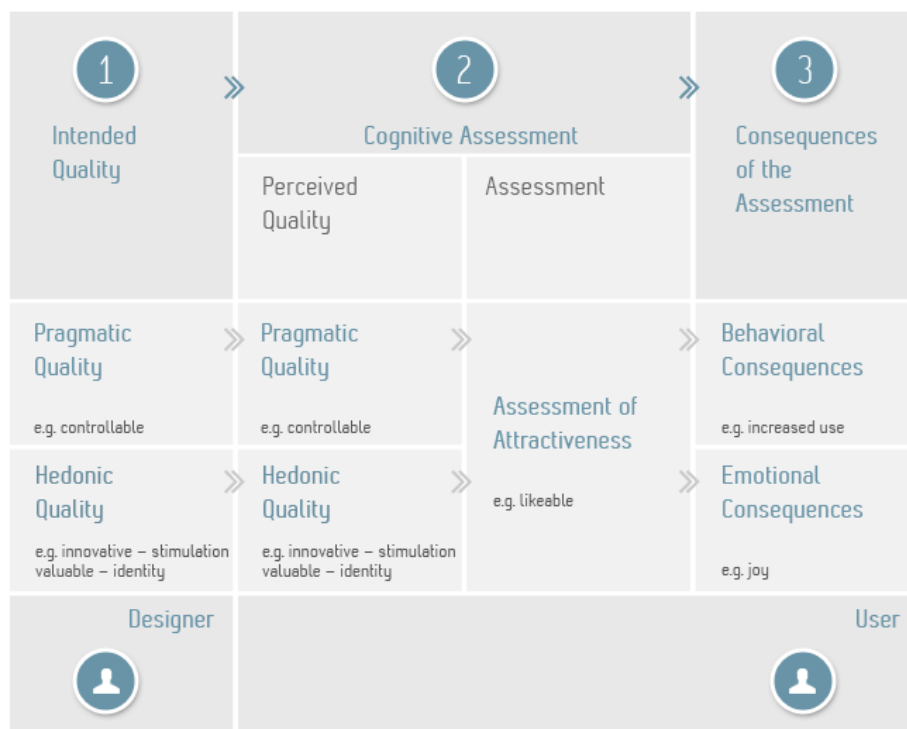 1
2
3
Intended
Quality
Cognitive Assessment
Consequences
of the
Assessment
Perceived
Quality
Assessment
Pragmatic
Quality
e.g. controllable
Pragmatic
Quality
e.g. controllable
Assessment of
Attractiveness
e.g. likeable
Behavioral
Consequences
e.g. increased use
Hedonic
Quality
e.g. innovative – stimulation
valuable – identity
Hedonic
Quality
e.g. innovative – stimulation
valuable – identity
Emotional
Consequences
e.g. joy
Designer
User